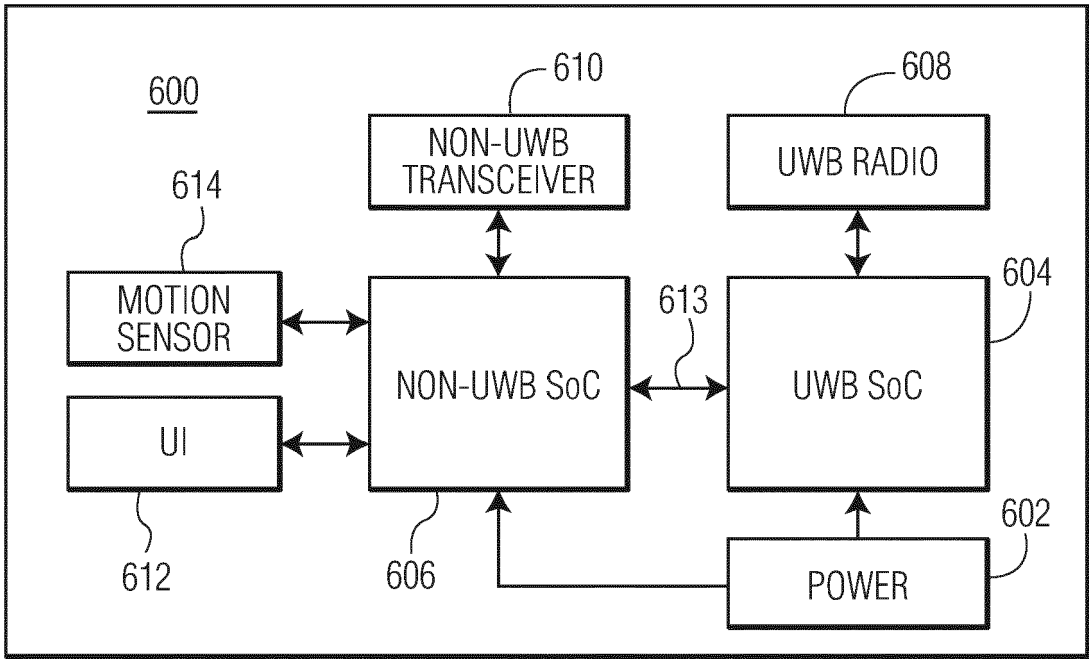 600
610
608
NON-UWB
TRANSCEIVER
UWB RADIO
614
MOTION
SENSOR
613
604
NON-UWB SoC
UWB SoC
UI
612
606
602
POWER